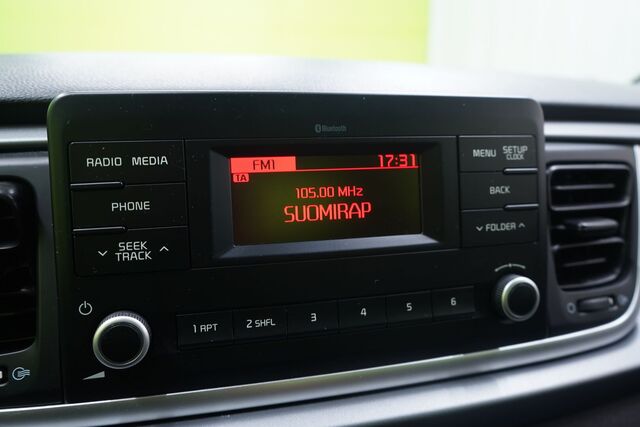 Bluetooth
RADIO MEDIA
PHONE
SEEK
TRACK
FM1 17:31
TA
105.00 MHz
SUOMIRAP
MENU SETUP
CLOCK
BACK
FOLDER
1 RPT 2 SHFL 3 4 5 6